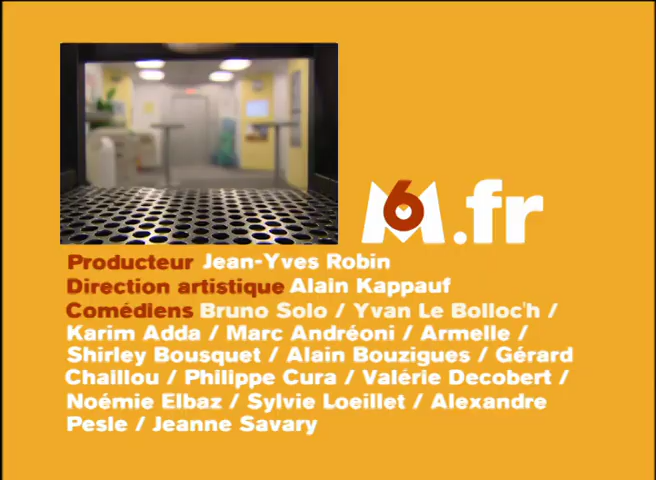 M6.fr
Producteur Jean-Yves Robin
Direction artistique Alain Kappauf
Comédiens Bruno Solo / Yvan Le Bolloc'h /
Karim Adda / Marc Andréoni / Armelle /
Shirley Bousquet / Alain Bouzigues / Gérard
Chaillou / Philippe Cura / Valérie Decobert /
Noémie Elbaz / Sylvie Loeillet / Alexandre
Pesle / Jeanne Savary